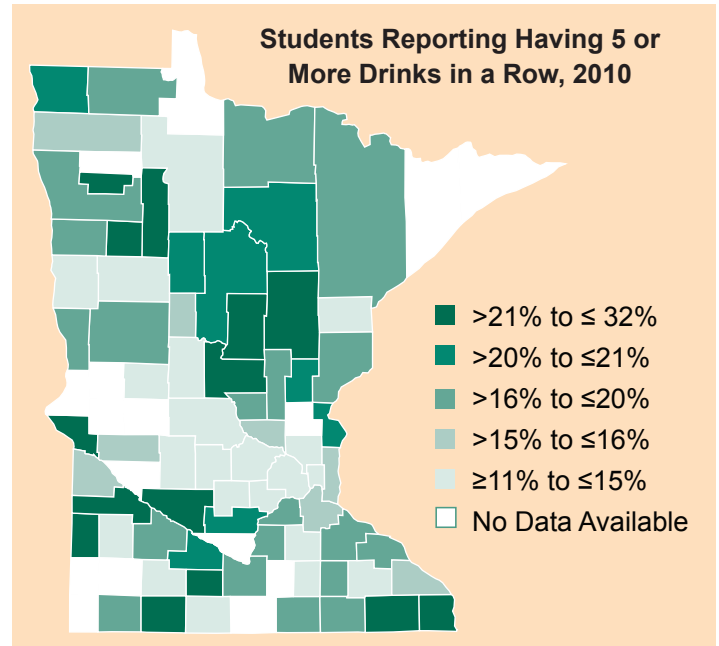 Students Reporting Having 5 or
More Drinks in a Row, 2010
>21% to ≤ 32%
>20% to ≤21%
>16% to ≤20%
>15% to ≤16%
≥11% to ≤15%
No Data Available